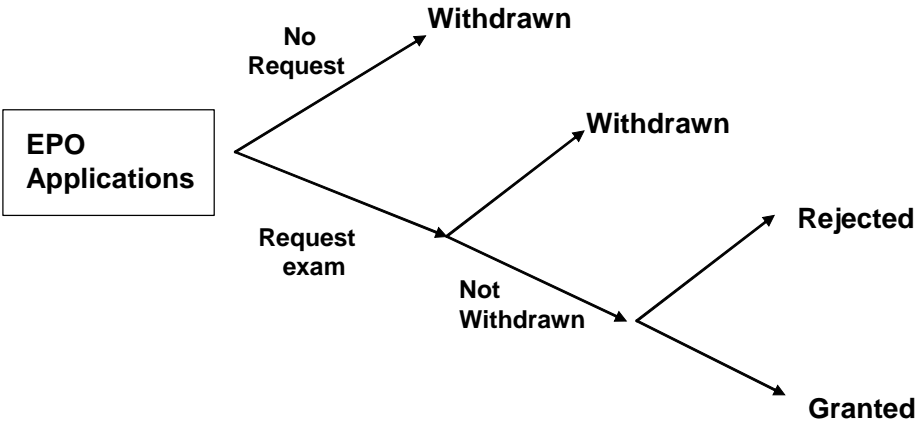 Withdrawn
No
Request
EPO
Applications
Withdrawn
Request
exam
Rejected
Not
Withdrawn
Granted